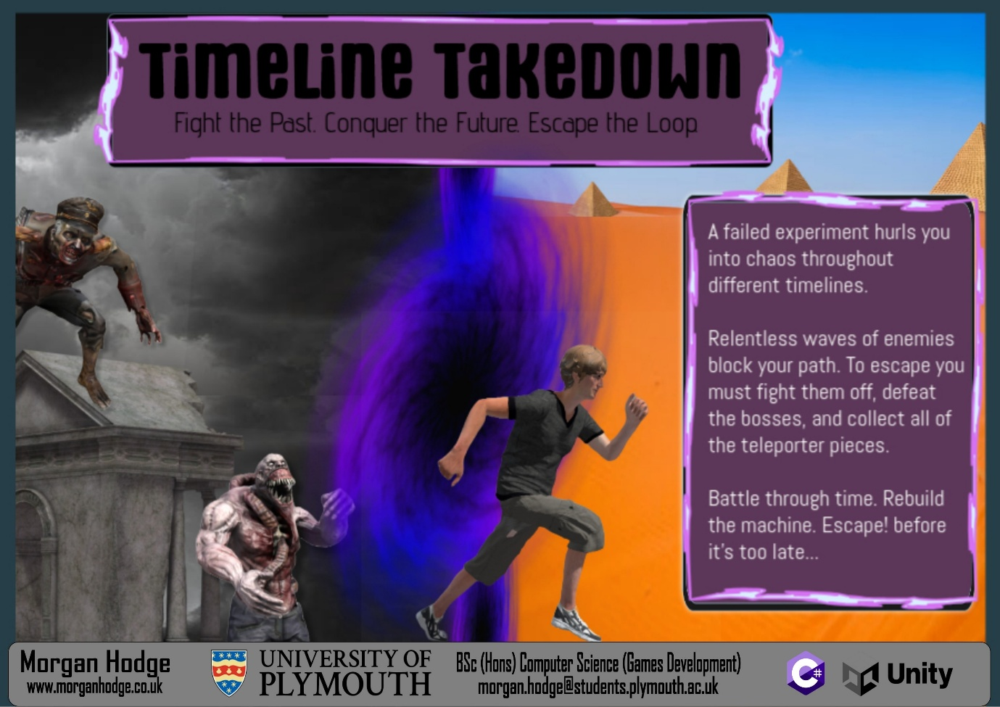 Timeline Takedown
Fight the Past. Conquer the Future. Escape the Loop.
A failed experiment hurls you
into chaos throughout
different timelines.
Relentless waves of enemies
block your path. To escape you
must fight them off, defeat
the bosses, and collect all of
the teleporter pieces.
Battle through time. Rebuild
the machine. Escape! before
it's too late...
Morgan Hodge
www.morganhodge.co.uk
UNIVERSITY OF
PLYMOUTH
BSc (Hons) Computer Science (Games Development)
morgan.hodge@students.plymouth.ac.uk
C#
Unity